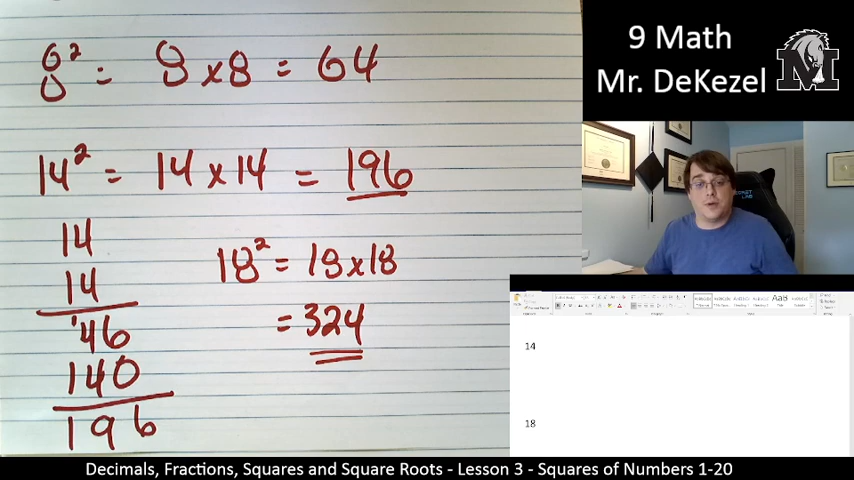 8² = 8 x 8 = 64
14² = 14 x 14 = 196
14
14
46
140
196
18² = 18 x 18
= 324
9 Math
Mr. DeKezel
M
14
18
Decimals, Fractions, Squares and Square Roots - Lesson 3 - Squares of Numbers 1-20